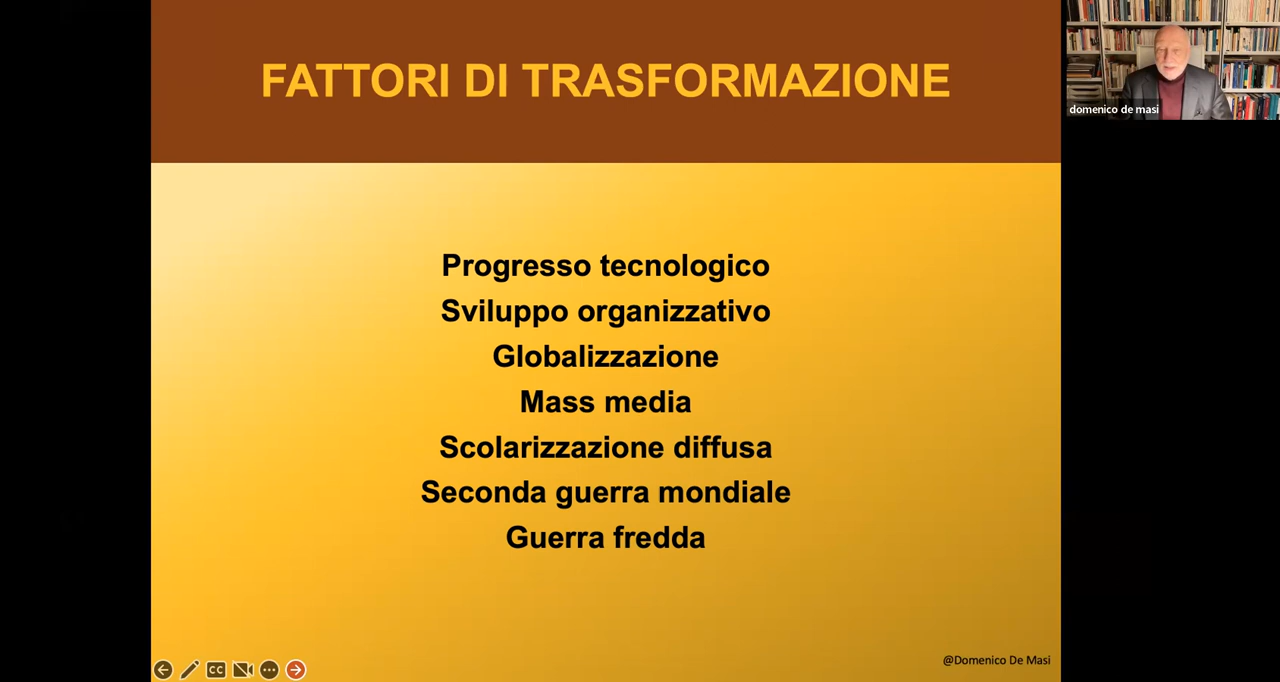 FATTORI DI TRASFORMAZIONE
domenico de masi
Progresso tecnologico
Sviluppo organizzativo
Globalizzazione
Mass media
Scolarizzazione diffusa
Seconda guerra mondiale
Guerra fredda
CC
@Domenico De Masi